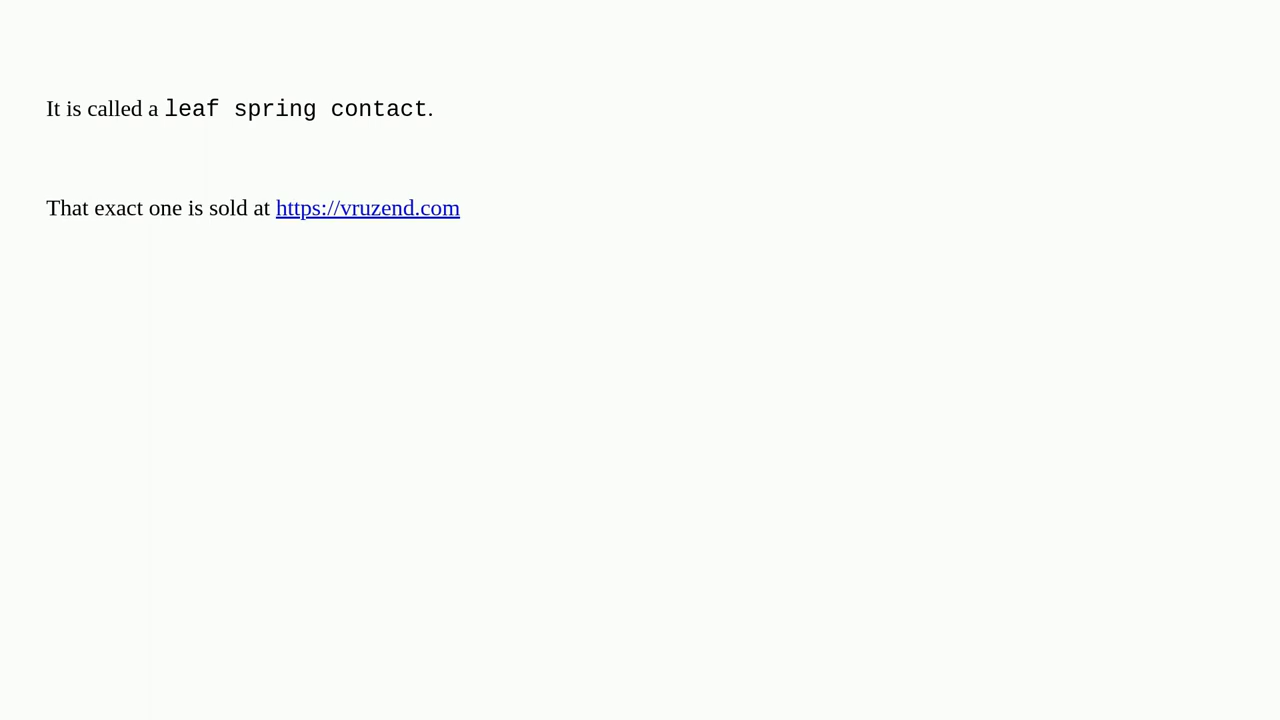 It is called a leaf spring contact.
That exact one is sold at https://vruzend.com